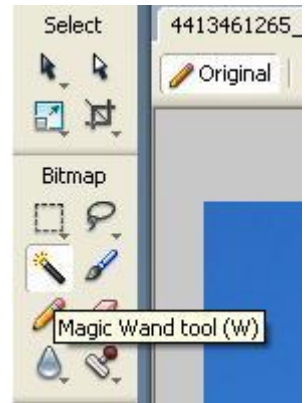 Select
4413461265_
Original
Bitmap
Magic Wand tool (W)